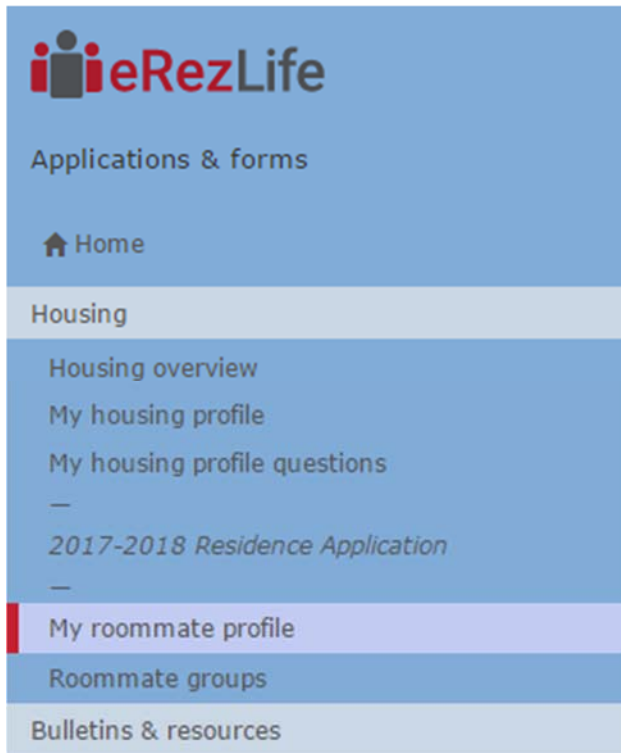 eRezLife
Applications & forms
Home
Housing
Housing overview
My housing profile
My housing profile questions
—
2017-2018 Residence Application
—
My roommate profile
Roommate groups
Bulletins & resources